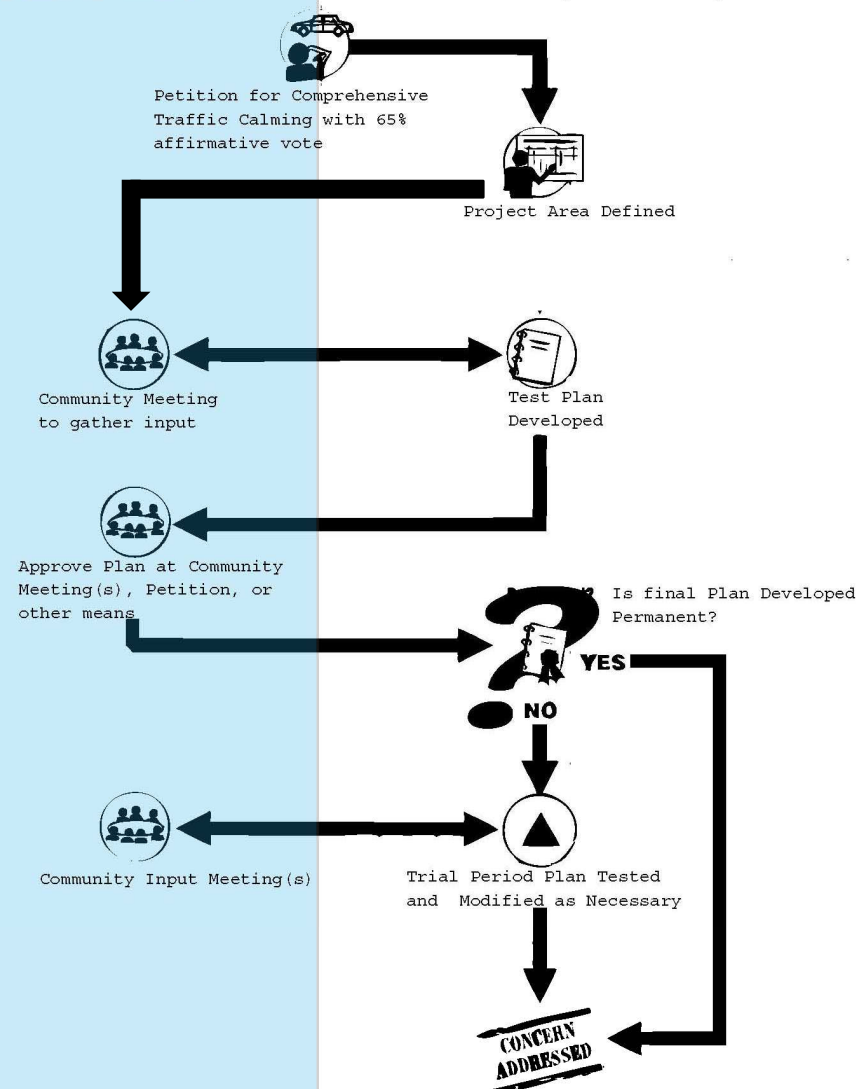 Petition for Comprehensive
Traffic Calming with 65%
affirmative vote
Project Area Defined
Community Meeting
to gather input
Test Plan
Developed
Approve Plan at Community
Meeting(s), Petition, or
other means
Is final Plan Developed
Permanent?
YES
NO
Community Input Meeting(s)
Trial Period Plan Tested
and Modified as Necessary
CONCERN
ADDRESSED